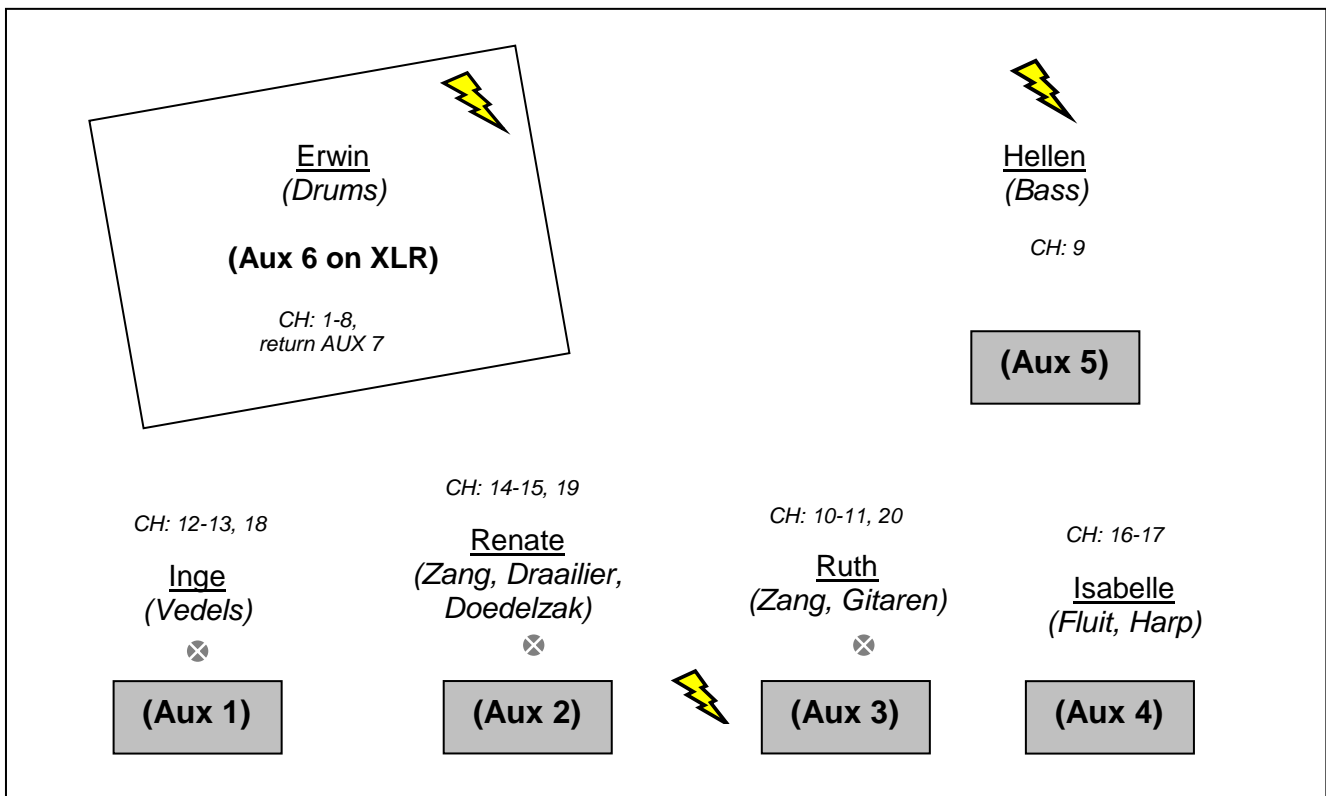 Erwin
(Drums)
(Aux 6 on XLR)
CH: 1-8,
return AUX 7
Hellen
(Bass)
CH: 9
(Aux 5)
CH: 12-13, 18
Inge
(Vedels)
(Aux 1)
CH: 14-15, 19
Renate
(Zang, Draailier,
Doedelzak)
(Aux 2)
CH: 10-11, 20
Ruth
(Zang, Gitaren)
(Aux 3)
CH: 16-17
Isabelle
(Fluit, Harp)
(Aux 4)